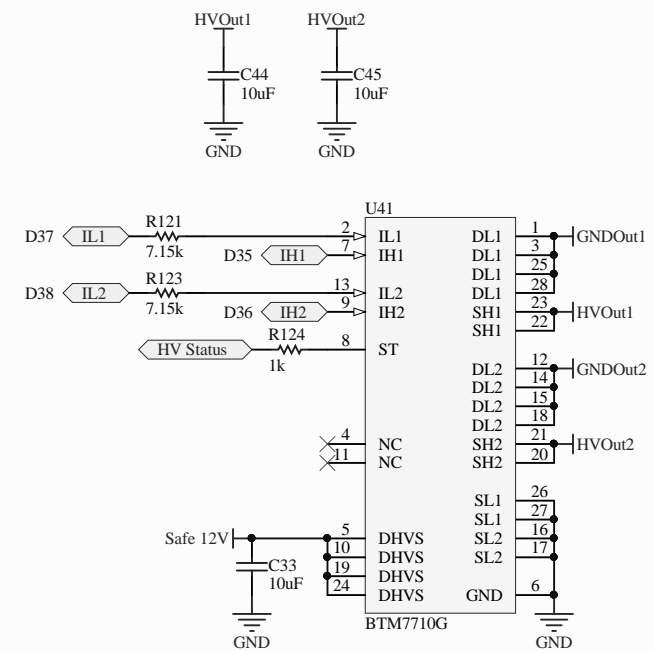 HVOut1 HVOut2
C44 C45
10uF 10uF
GND GND
U41
D37 IL1 R121 7.15k 2 IL1 DL1 1 GNDOut1
D35 IH1 7 IH1 DL1 3
DL1 25
D38 IL2 R123 7.15k 13 IL2 DL1 28
D36 IH2 9 IH2 SH1 23 HVOut1
SH1 22
HV Status R124 1k 8 ST
DL2 12 GNDOut2
DL2 14
DL2 15
DL2 18
4 NC SH2 21 HVOut2
11 NC SH2 20
SL1 26
SL1 27
Safe 12V 5 DHVS SL2 16
C33 10uF 10 DHVS SL2 17
19 DHVS
24 DHVS GND 6
BTM7710G
GND GND